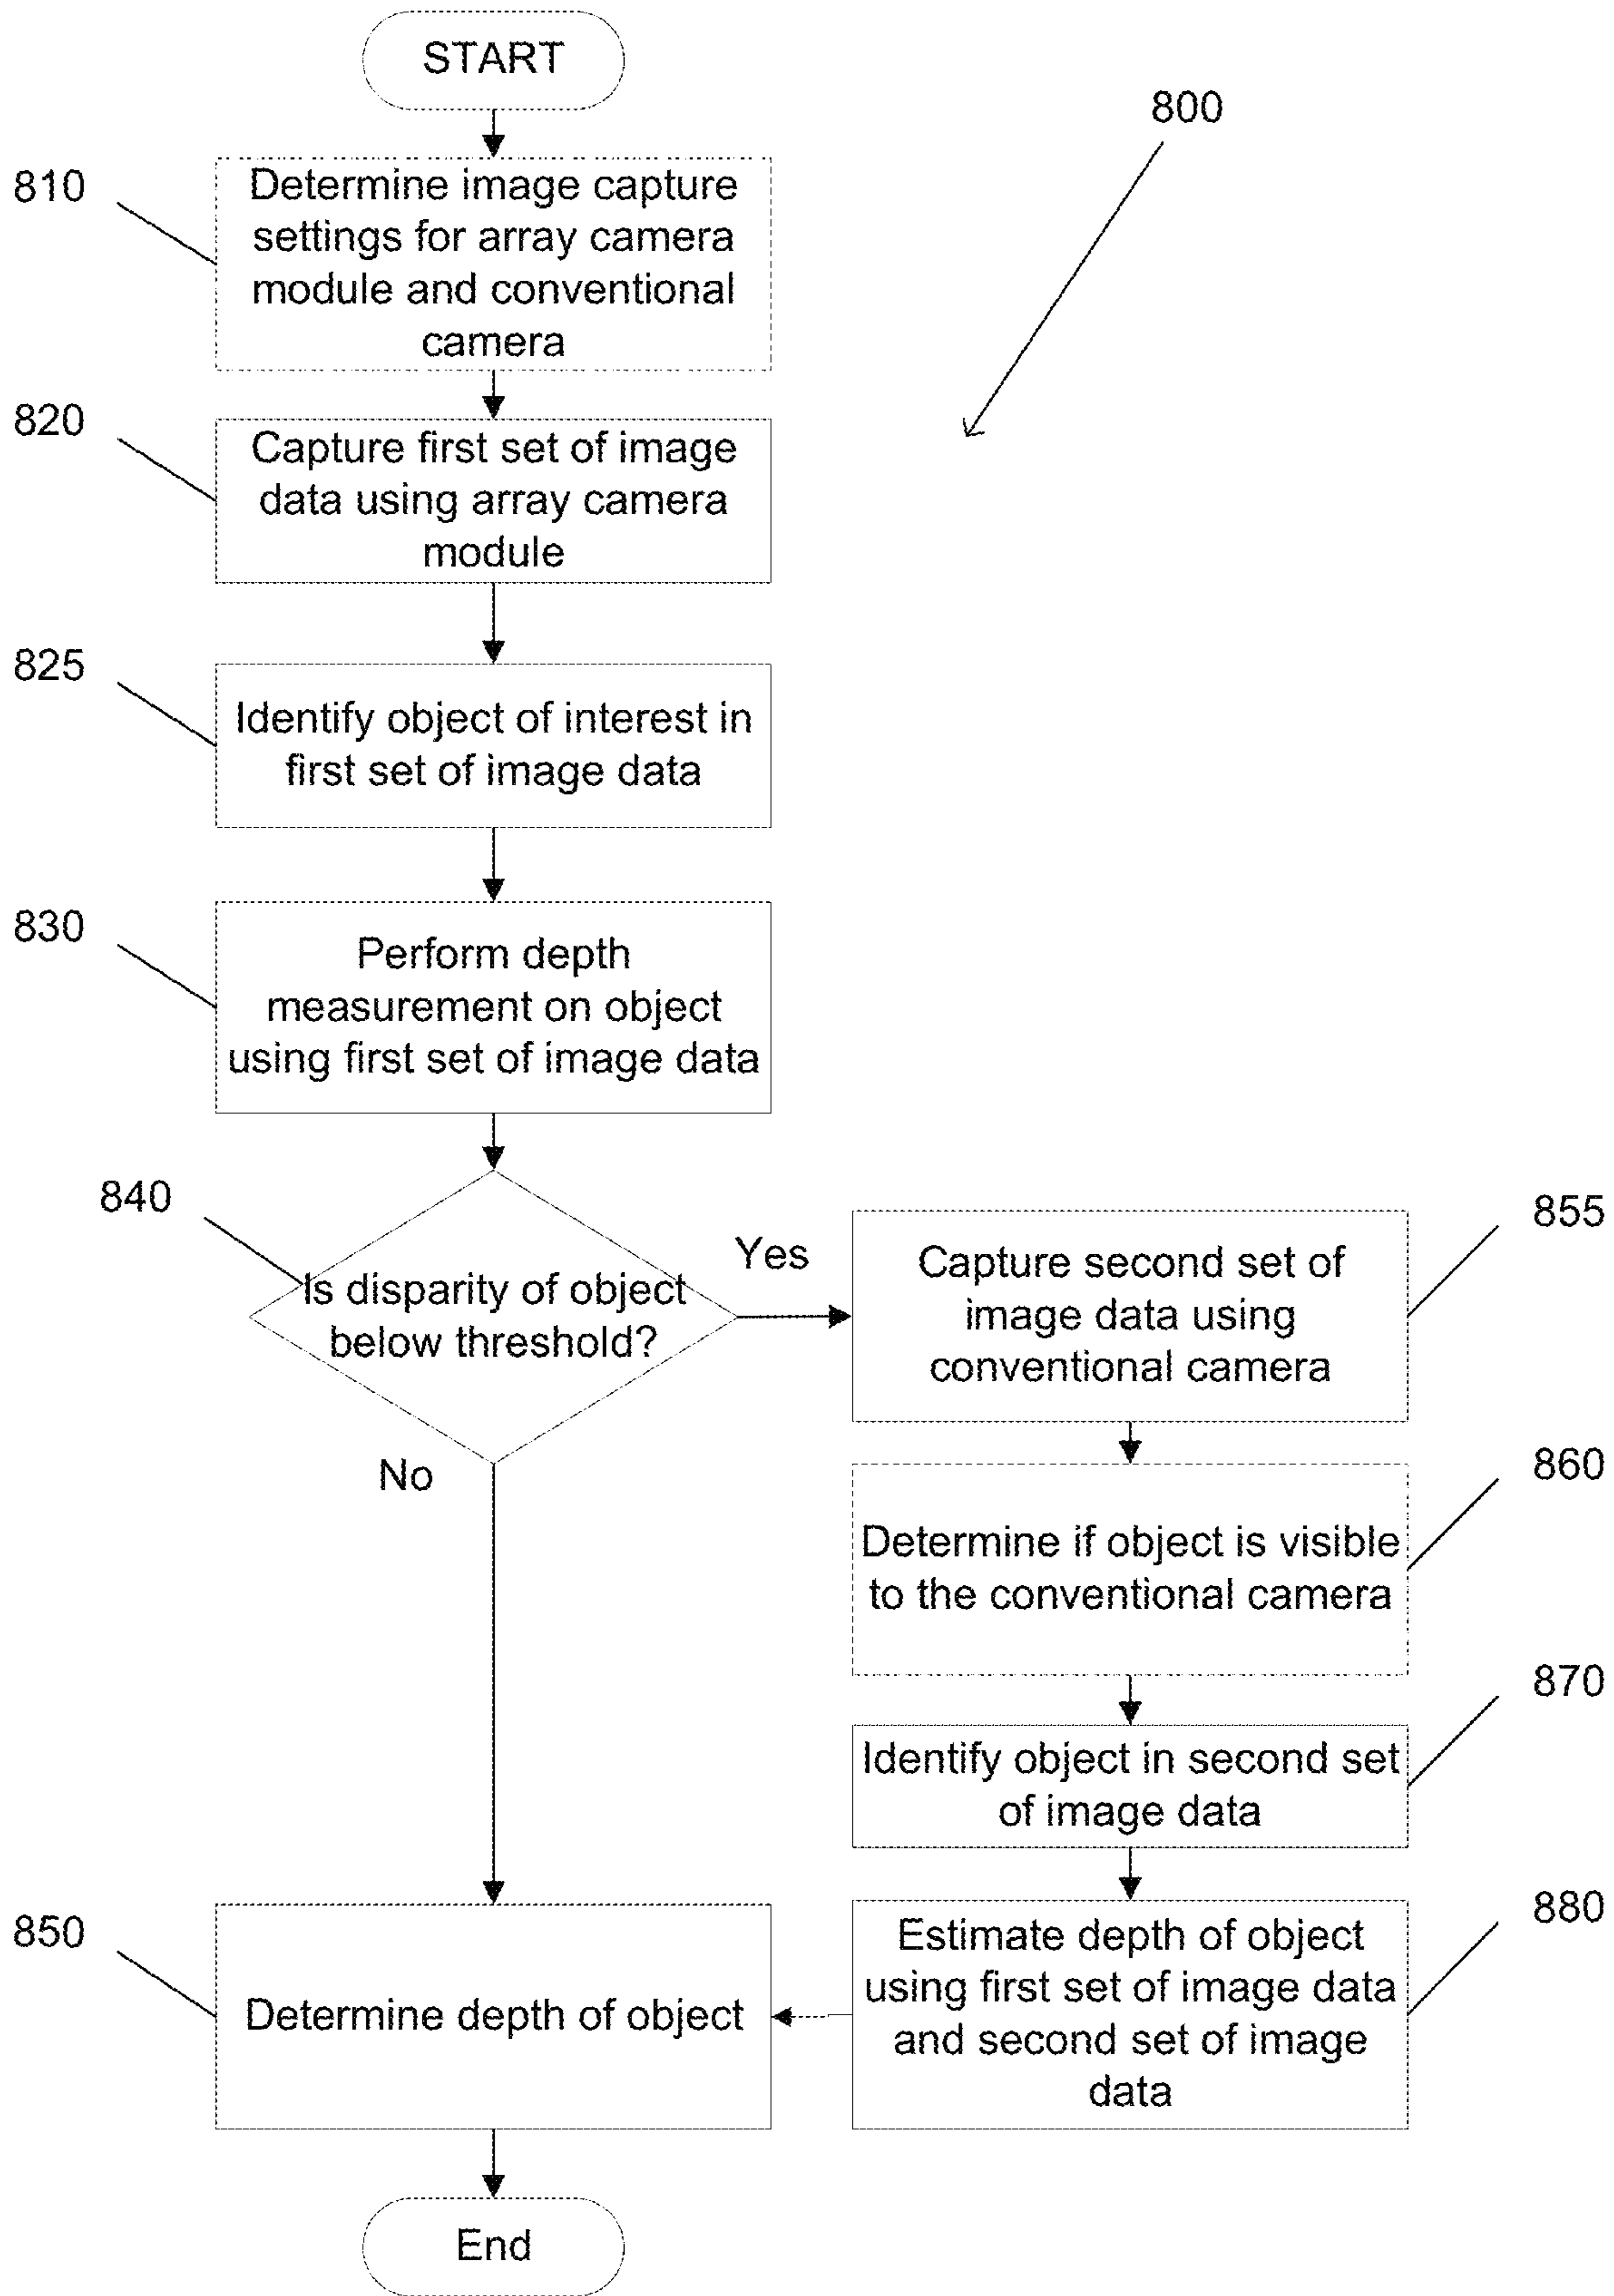 START
800
810
Determine image capture
settings for array camera
module and conventional
camera
820
Capture first set of image
data using array camera
module
825
Identify object of interest in
first set of image data
830
Perform depth
measurement on object
using first set of image data
840
Is disparity of object
below threshold?
Yes
No
855
Capture second set of
image data using
conventional camera
860
Determine if object is visible
to the conventional camera
870
Identify object in second set
of image data
880
Estimate depth of object
using first set of image data
and second set of image
data
850
Determine depth of object
End